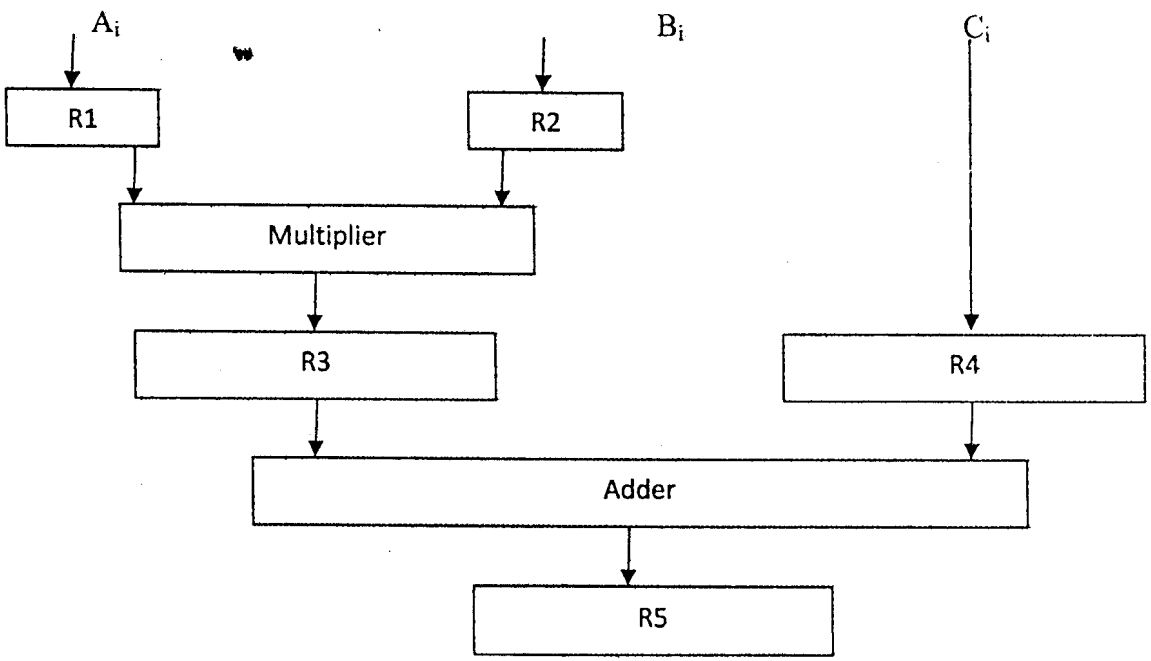 Aᵢ Bᵢ Cᵢ
R1 R2
Multiplier
R3 R4
Adder
R5